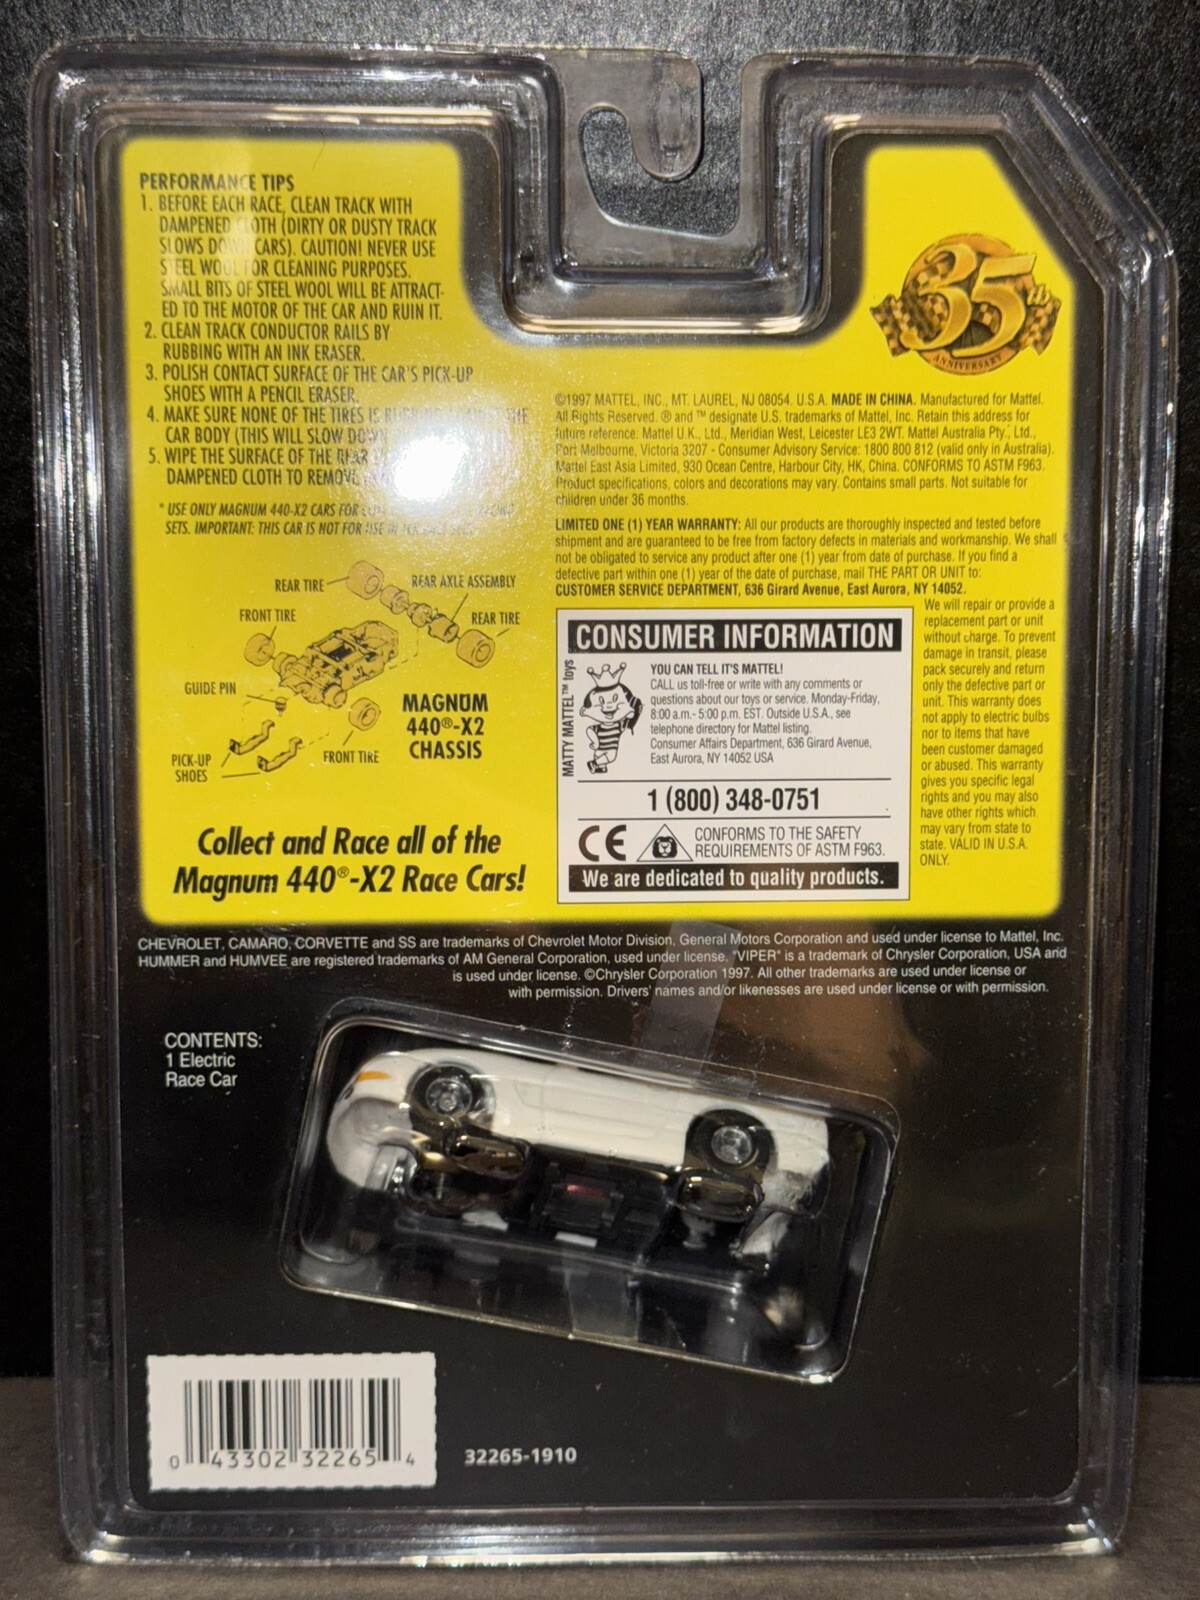 PERFORMANCE TIPS
1. BEFORE EACH RACE, CLEAN TRACK WITH
DAMPENED CLOTH (DIRTY OR DUSTY TRACK
SLOWS DOWN CARS). CAUTION! NEVER USE
STEEL WOOL FOR CLEANING PURPOSES.
SMALL BITS OF STEEL WOOL WILL BE ATTRACT-
ED TO THE MOTOR OF THE CAR AND RUIN IT.
2. CLEAN TRACK CONDUCTOR RAILS BY
RUBBING WITH AN INK ERASER.
3. POLISH CONTACT SURFACE OF THE CAR'S PICK-UP
SHOES WITH A PENCIL ERASER.
4. MAKE SURE NONE OF THE TIRES IS RUBBING AGAINST THE
CAR BODY (THIS WILL SLOW DOWN
5. WIPE THE SURFACE OF THE REAR
DAMPENED CLOTH TO REMOVE
* USE ONLY MAGNUM 440-X2 CARS FOR
SETS. IMPORTANT: THIS CAR IS NOT FOR USE IN
REAR TIRE
REAR AXLE ASSEMBLY
FRONT TIRE
REAR TIRE
GUIDE PIN
MAGNUM
440®-X2
CHASSIS
PICK-UP
SHOES
FRONT TIRE
Collect and Race all of the
Magnum 440®-X2 Race Cars!
35th
ANNIVERSARY
©1997 MATTEL, INC., MT. LAUREL, NJ 08054. U.S.A. MADE IN CHINA. Manufactured for Mattel.
All Rights Reserved. ® and ™ designate U.S. trademarks of Mattel, Inc. Retain this address for
future reference: Mattel U.K., Ltd., Meridian West, Leicester LE3 2WT. Mattel Australia Pty., Ltd.,
Port Melbourne, Victoria 3207 - Consumer Advisory Service: 1800 800 812 (valid only in Australia).
Mattel East Asia Limited, 930 Ocean Centre, Harbour City, HK, China. CONFORMS TO ASTM F963.
Product specifications, colors and decorations may vary. Contains small parts. Not suitable for
children under 36 months.
LIMITED ONE (1) YEAR WARRANTY: All our products are thoroughly inspected and tested before
shipment and are guaranteed to be free from factory defects in materials and workmanship. We shall
not be obligated to service any product after one (1) year from date of purchase. If you find a
defective part within one (1) year of the date of purchase, mail THE PART OR UNIT to:
CUSTOMER SERVICE DEPARTMENT, 636 Girard Avenue, East Aurora, NY 14052.
We will repair or provide a
replacement part or unit
without charge. To prevent
damage in transit, please
pack securely and return
only the defective part or
unit. This warranty does
not apply to electric bulbs
nor to items that have
been customer damaged
or abused. This warranty
gives you specific legal
rights and you may also
have other rights which
may vary from state to
state. VALID IN U.S.A.
ONLY.
CONSUMER INFORMATION
MATTY MATTEL™ toys
YOU CAN TELL IT'S MATTEL!
CALL us toll-free or write with any comments or
questions about our toys or service. Monday-Friday,
8:00 a.m.- 5:00 p.m. EST. Outside U.S.A., see
telephone directory for Mattel listing.
Consumer Affairs Department, 636 Girard Avenue,
East Aurora, NY 14052 USA
1 (800) 348-0751
CE
CONFORMS TO THE SAFETY
REQUIREMENTS OF ASTM F963.
We are dedicated to quality products.
CHEVROLET, CAMARO, CORVETTE and SS are trademarks of Chevrolet Motor Division, General Motors Corporation and used under license to Mattel, Inc.
HUMMER and HUMVEE are registered trademarks of AM General Corporation, used under license. "VIPER" is a trademark of Chrysler Corporation, USA and
is used under license. ©Chrysler Corporation 1997. All other trademarks are used under license or
with permission. Drivers' names and/or likenesses are used under license or with permission.
CONTENTS:
1 Electric
Race Car
0 43302 32265 4
32265-1910